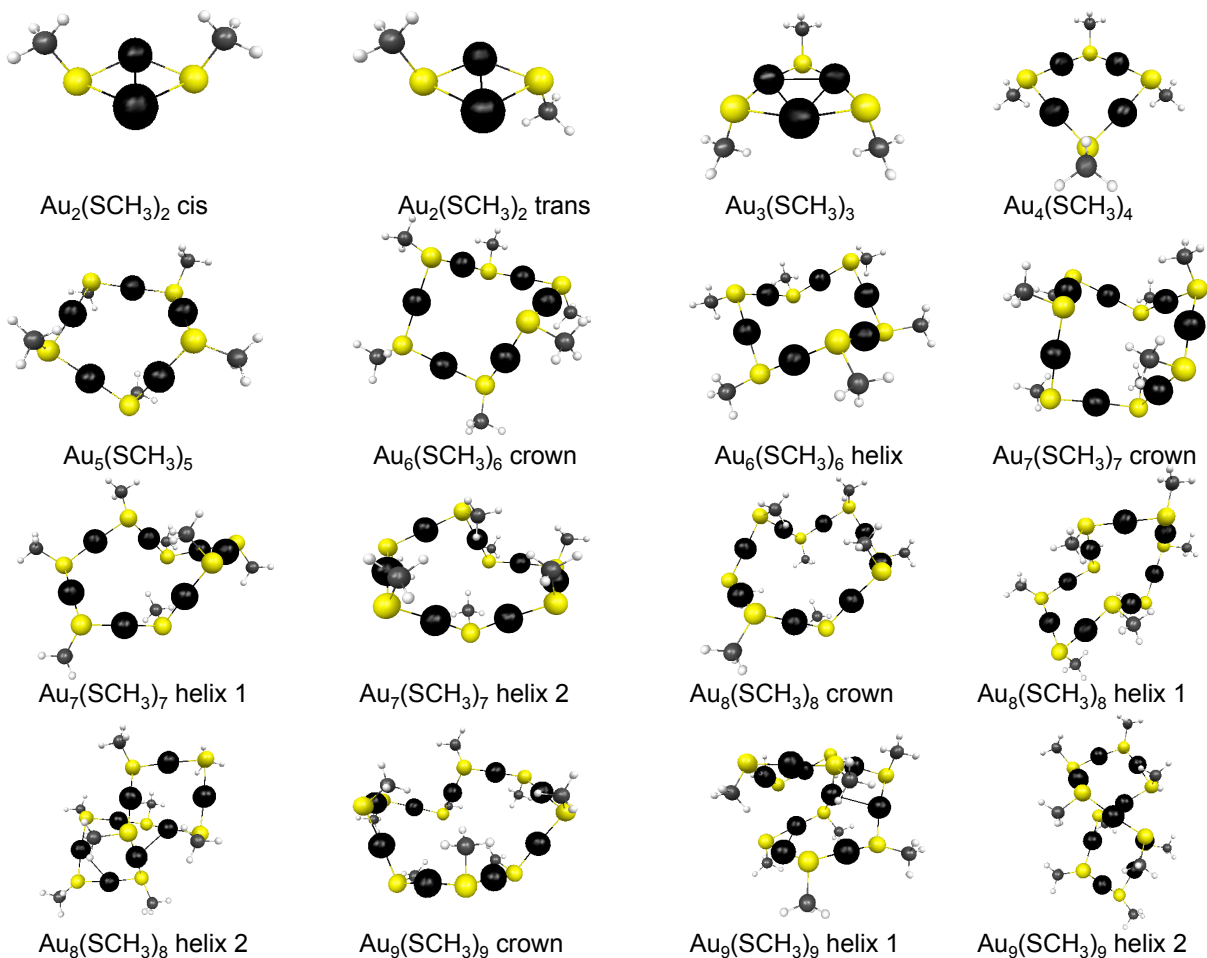 Au₂(SCH₃)₂ cis
Au₂(SCH₃)₂ trans
Au₃(SCH₃)₃
Au₄(SCH₃)₄
Au₅(SCH₃)₅
Au₆(SCH₃)₆ crown
Au₆(SCH₃)₆ helix
Au₇(SCH₃)₇ crown
Au₇(SCH₃)₇ helix 1
Au₇(SCH₃)₇ helix 2
Au₈(SCH₃)₈ crown
Au₈(SCH₃)₈ helix 1
Au₈(SCH₃)₈ helix 2
Au₉(SCH₃)₉ crown
Au₉(SCH₃)₉ helix 1
Au₉(SCH₃)₉ helix 2